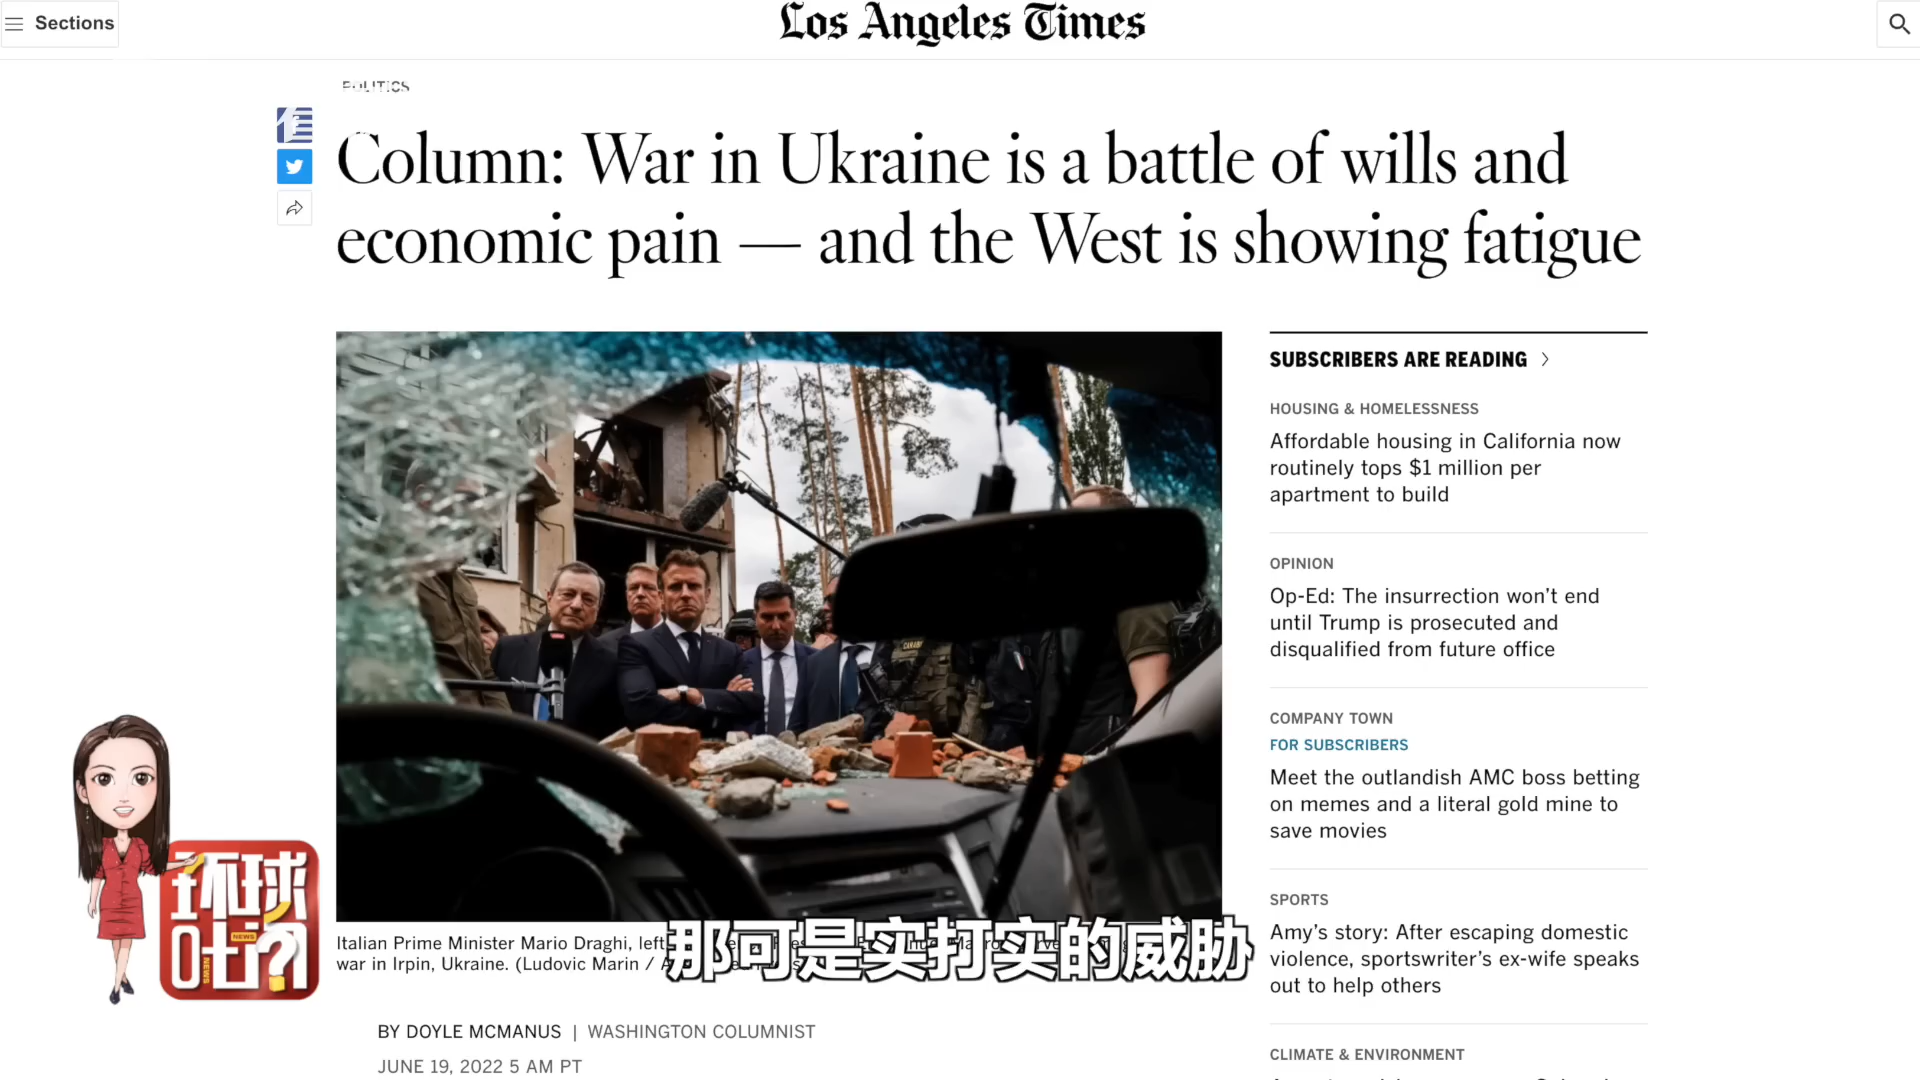 Sections
Los Angeles Times
POLITICS
Column: War in Ukraine is a battle of wills and
economic pain — and the West is showing fatigue
SUBSCRIBERS ARE READING
HOUSING & HOMELESSNESS
Affordable housing in California now
routinely tops $1 million per
apartment to build
OPINION
Op-Ed: The insurrection won't end
until Trump is prosecuted and
disqualified from future office
COMPANY TOWN
FOR SUBSCRIBERS
Meet the outlandish AMC boss betting
on memes and a literal gold mine to
save movies
SPORTS
Amy's story: After escaping domestic
violence, sportswriter's ex-wife speaks
out to help others
CLIMATE & ENVIRONMENT
Italian Prime Minister Mario Draghi, left
war in Irpin, Ukraine. (Ludovic Marin /
那可是实打实的威胁
BY DOYLE MCMANUS | WASHINGTON COLUMNIST
JUNE 19, 2022 5 AM PT
环球
吐
NEWS
NEWS